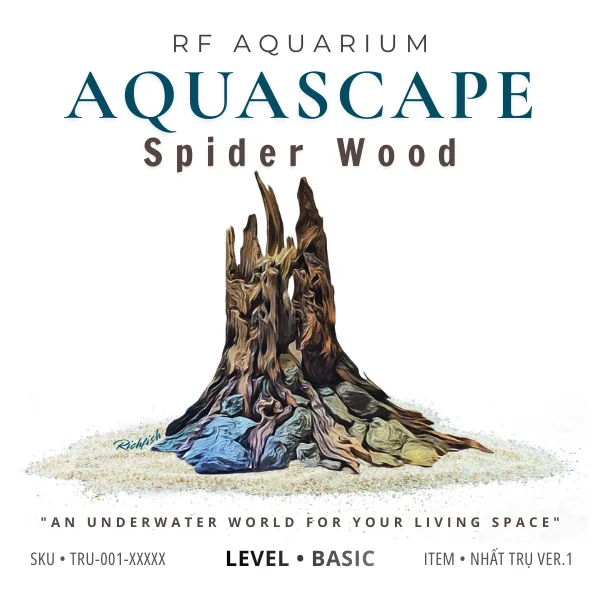 RF AQUARIUM
AQUASCAPE
Spider Wood
Richfish
"AN UNDERWATER WORLD FOR YOUR LIVING SPACE"
SKU • TRU-001-XXXXX
LEVEL • BASIC
ITEM • NHẤT TRỤ VER.1